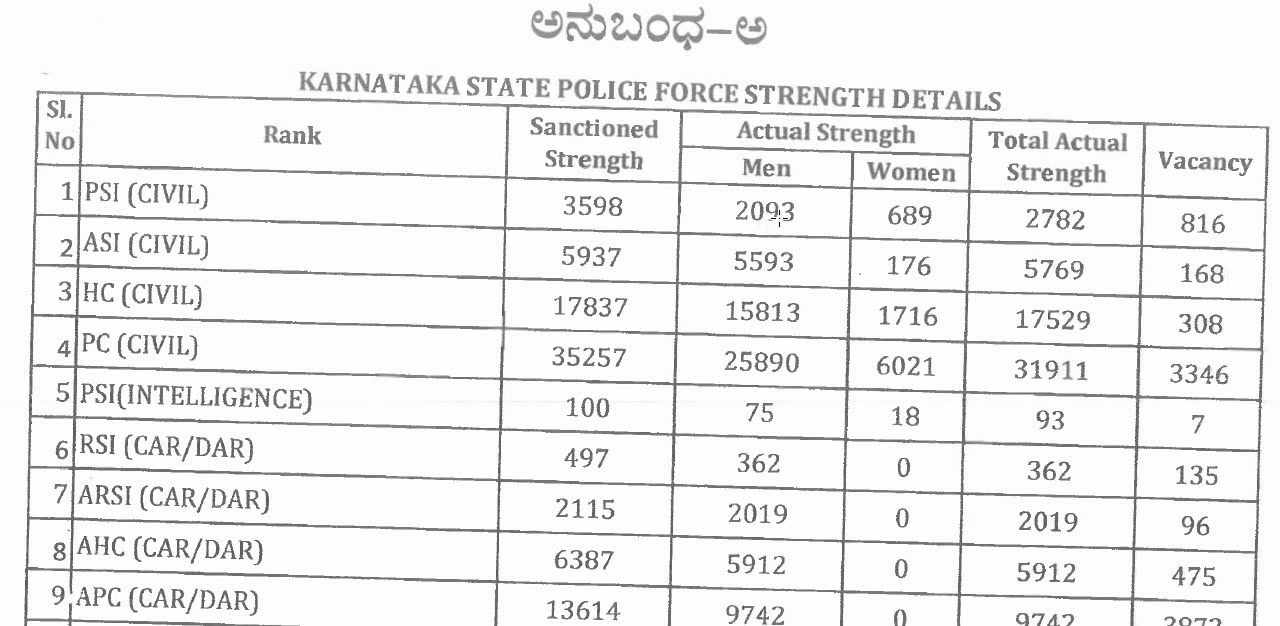 ಅನುಬಂಧ–ಅ
KARNATAKA STATE POLICE FORCE STRENGTH DETAILS
Sl. No Rank Sanctioned Strength Actual Strength Men Women Total Actual Strength Vacancy
1 PSI (CIVIL) 3598 2093 689 2782 816
2 ASI (CIVIL) 5937 5593 176 5769 168
3 HC (CIVIL) 17837 15813 1716 17529 308
4 PC (CIVIL) 35257 25890 6021 31911 3346
5 PSI(INTELLIGENCE) 100 75 18 93 7
6 RSI (CAR/DAR) 497 362 0 362 135
7 ARSI (CAR/DAR) 2115 2019 0 2019 96
8 AHC (CAR/DAR) 6387 5912 0 5912 475
9 APC (CAR/DAR) 13614 9742 0 9742 3872